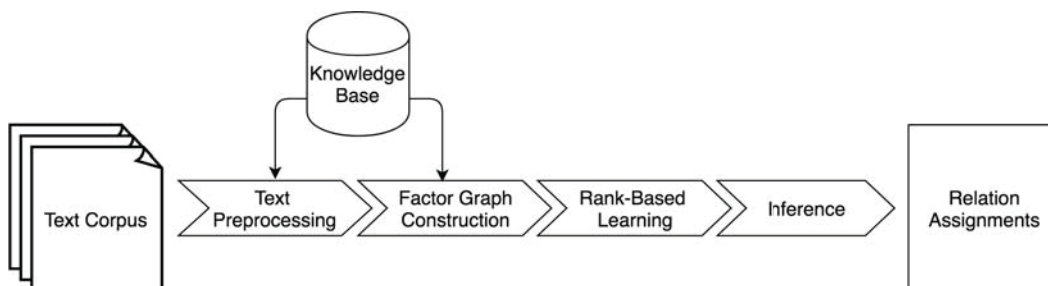 Knowledge
Base
Text Corpus
Text
Preprocessing
Factor Graph
Construction
Rank-Based
Learning
Inference
Relation
Assignments